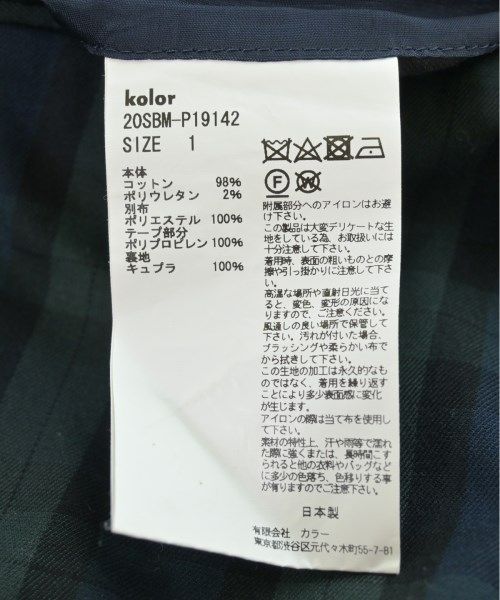 kolor
20SBM-P19142
SIZE 1
本体
コットン 98%
ポリウレタン 2%
別布
ポリエステル 100%
テープ部分
ポリプロピレン 100%
裏地
キュプラ 100%
F
W
附属部分へのアイロンはお避
け下さい。
この製品は大変デリケートな生
地をしている為、お取扱いには
十分注意して下さい。
着用時、表面の粗いものとの摩
擦や引っ掛かりに注意して下さ
い。
高温な場所や直射日光に当て
ると、変色、変形の原因にな
りますので、ご注意ください。
風通しの良い場所で保管して
下さい。汚れが付いた場合、
ブラッシングや柔らかい布で
から拭きして下さい。
この生地の加工は永久的なも
のではなく、着用を繰り返す
ことにより多少表面感に変化
が生じます。
アイロンの際は当て布を使用し
て下さい。
素材の特性上、汗や雨等で濡れ
た際に強くまたは、長時間こす
られると他の衣料やバッグなど
に多少の色落ち、色移りする事
が有りますのでご注意下さい。
日本製
有限会社 カラー
東京都渋谷区元代々木町55-7-B1